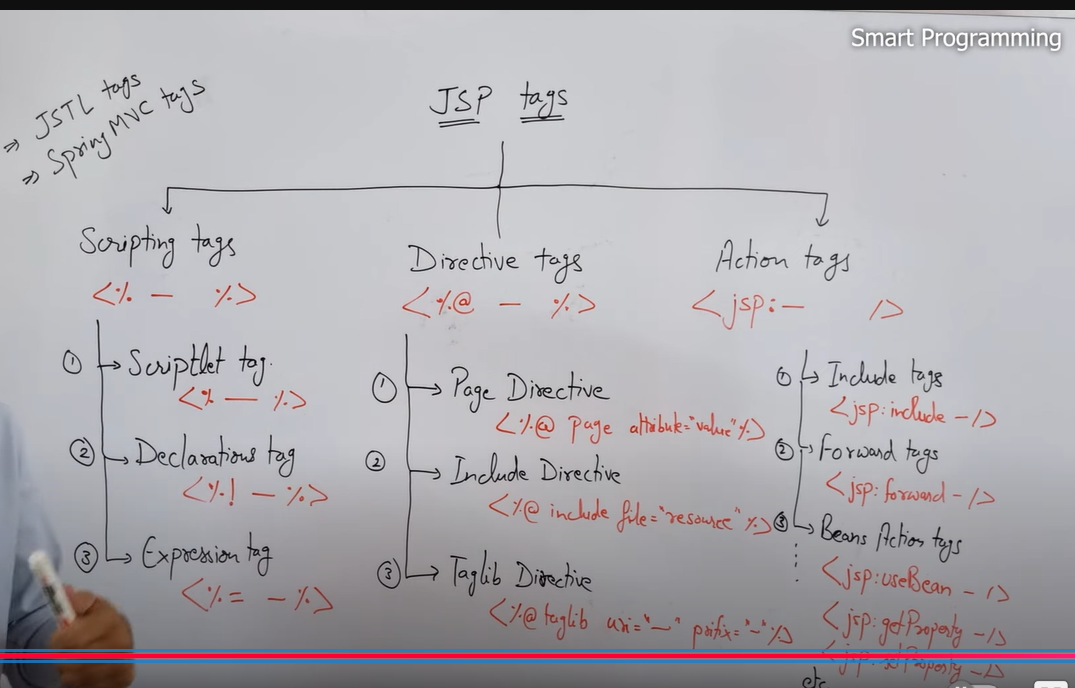 Smart Programming
⇒ JSTL tags
⇒ Spring MVC tags
JSP tags
Scripting tags
<% — %>
① Scriptlet tag
<% — %>
② Declarations tag
<%! — %>
③ Expression tag
<%= — %>
Directive tags
<%@ — %>
① Page Directive
<%@ page attribute="value" %>
② Include Directive
<%@ include file="resource" %>
③ Taglib Directive
<%@ taglib uri="—" prefix="—" %>
Action tags
<jsp:— />
① Include tags
<jsp:include — />
② Forward tags
<jsp:forward — />
③ Beans Action tags
<jsp:useBean — />
<jsp:getProperty — />
<jsp:setProperty — />
etc